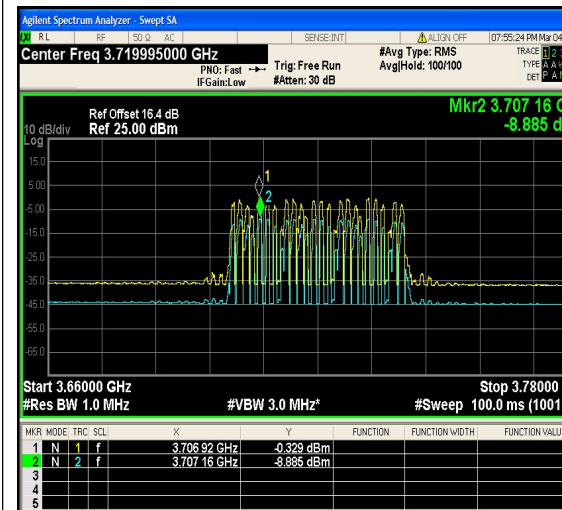 Agilent Spectrum Analyzer - Swept SA
RL RF 50 Ω AC SENSE:INT ALIGN OFF 07:55:24 PM Mar 04
Center Freq 3.719995000 GHz #Avg Type: RMS TRACE 1 2
PNO: Fast Trig: Free Run Avg|Hold: 100/100 TYPE A A
IFGain:Low #Atten: 30 dB DET P A
Mkr2 3.707 16 G
Ref Offset 16.4 dB
10 dB/div Ref 25.00 dBm -8.885 d
Log
15.0
5.00
1
2
-5.00
-15.0
-25.0
-35.0
-45.0
-55.0
-65.0
Start 3.66000 GHz Stop 3.78000
#Res BW 1.0 MHz #VBW 3.0 MHz* #Sweep 100.0 ms (1001
MKR MODE TRC SCL X Y FUNCTION FUNCTION WIDTH FUNCTION VALU
1 N 1 f 3.706 92 GHz -0.329 dBm
2 N 2 f 3.707 16 GHz -8.885 dBm
3
4
5